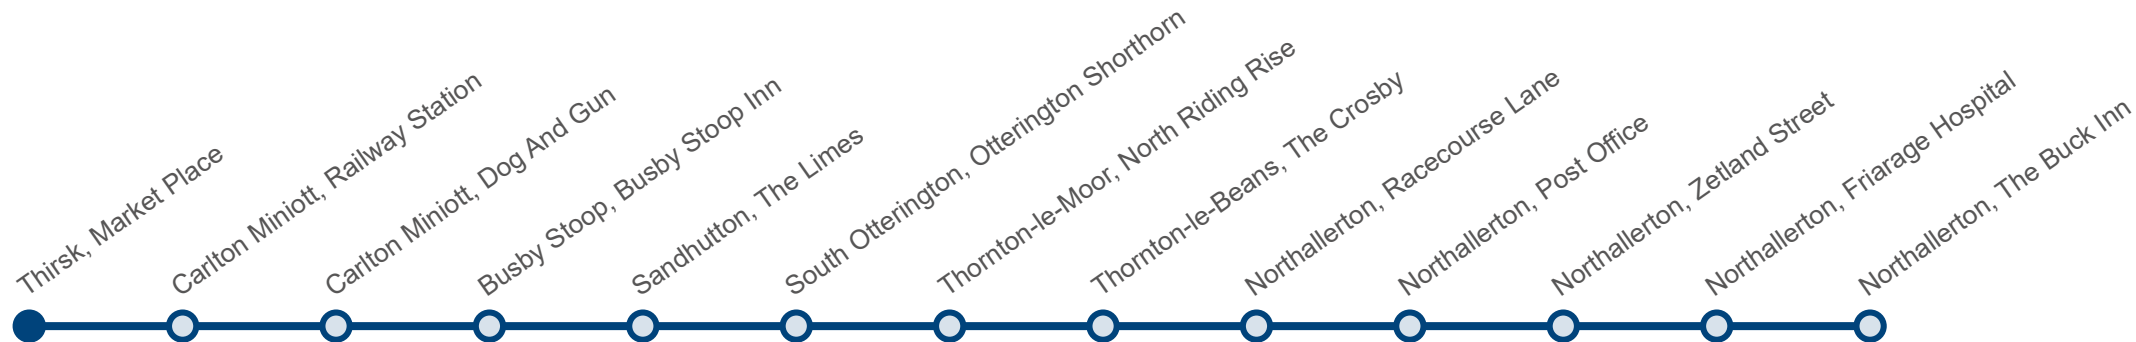 Thirsk, Market Place
Carlton Miniott, Railway Station
Carlton Miniott, Dog And Gun
Busby Stoop, Busby Stoop Inn
Sandhutton, The Limes
South Otterington, Otterington Shorthorn
Thornton-le-Moor, North Riding Rise
Thornton-le-Beans, The Crosby
Northallerton, Racecourse Lane
Northallerton, Post Office
Northallerton, Zetland Street
Northallerton, Friarage Hospital
Northallerton, The Buck Inn